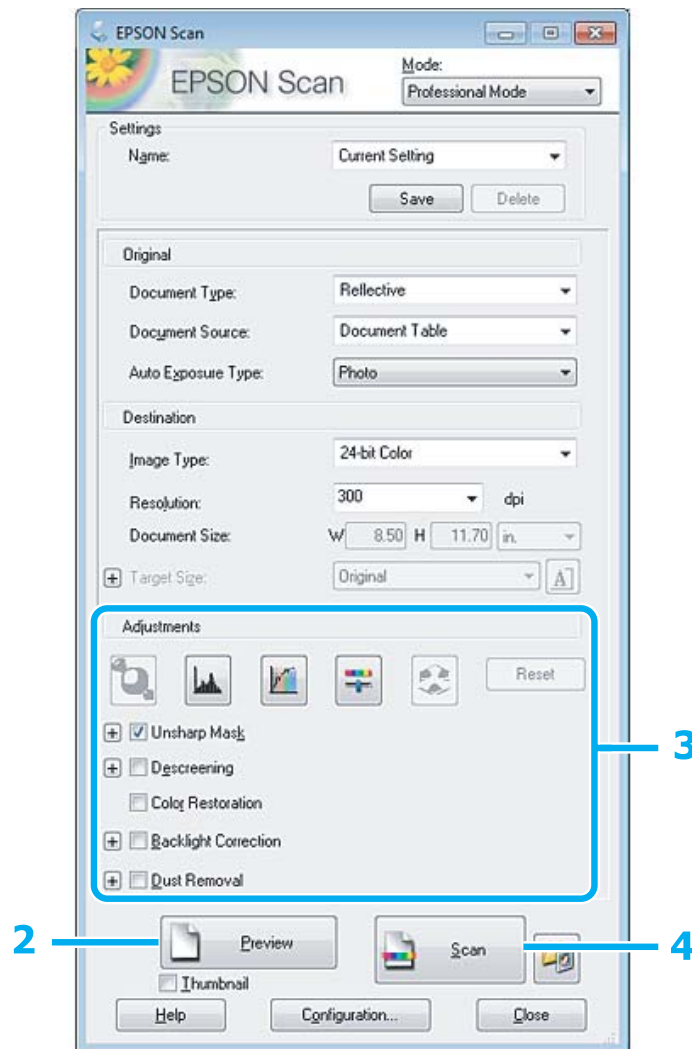 EPSON Scan
EPSON Scan
Mode:
Professional Mode
Settings
Name: Current Setting
Save Delete
Original
Document Type: Reflective
Document Source: Document Table
Auto Exposure Type: Photo
Destination
Image Type: 24-bit Color
Resolution: 300 dpi
Document Size: W 8.50 H 11.70 in.
Target Size: Original A
Adjustments
Reset
Unsharp Mask
3
Descreening
Color Restoration
Backlight Correction
Dust Removal
2 Preview Scan 4
Thumbnail
Help Configuration... Close